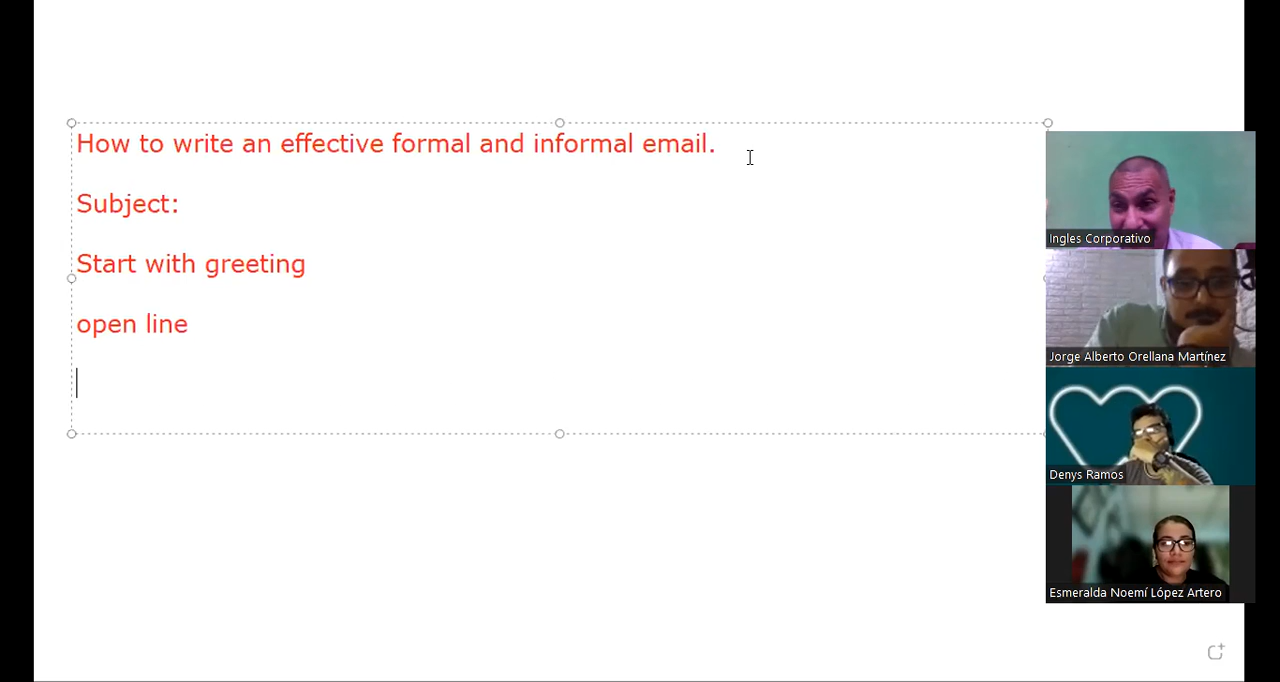 How to write an effective formal and informal email.
Subject:
Start with greeting
open line
Ingles Corporativo
Jorge Alberto Orellana Martínez
Denys Ramos
Esmeralda Noemí López Artero